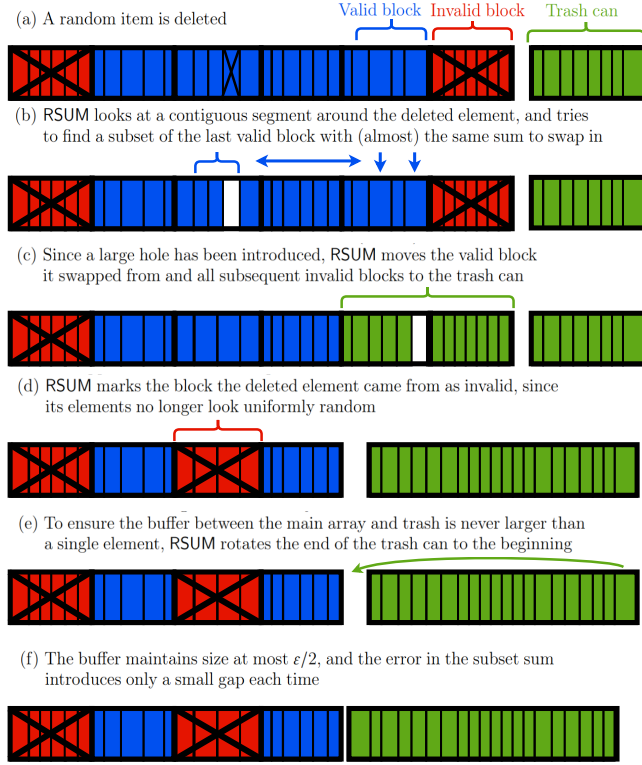 Valid block Invalid block Trash can
(a) A random item is deleted
(b) RSUM looks at a contiguous segment around the deleted element, and tries
to find a subset of the last valid block with (almost) the same sum to swap in
(c) Since a large hole has been introduced, RSUM moves the valid block
it swapped from and all subsequent invalid blocks to the trash can
(d) RSUM marks the block the deleted element came from as invalid, since
its elements no longer look uniformly random
(e) To ensure the buffer between the main array and trash is never larger than
a single element, RSUM rotates the end of the trash can to the beginning
(f) The buffer maintains size at most ε/2, and the error in the subset sum
introduces only a small gap each time